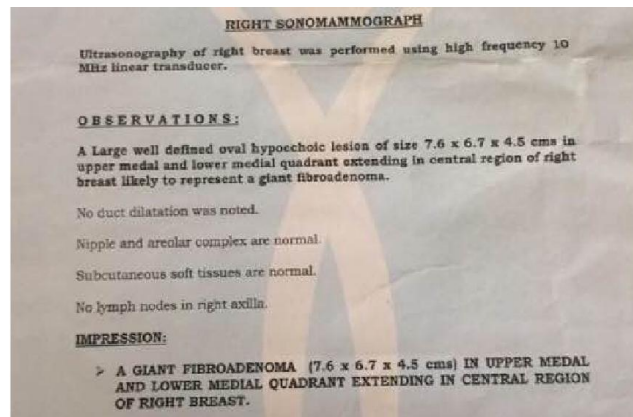 RIGHT SONOMAMMOGRAPH
Ultrasonography of right breast was performed using high frequency 10
MHz linear transducer.
OBSERVATIONS:
A Large well defined oval hypoechoic lesion of size 7.6 x 6.7 x 4.5 cms in
upper medal and lower medial quadrant extending in central region of right
breast likely to represent a giant fibroadenoma.
No duct dilatation was noted.
Nipple and areolar complex are normal.
Subcutaneous soft tissues are normal.
No lymph nodes in right axilla.
IMPRESSION:
➢ A GIANT FIBROADENOMA (7.6 x 6.7 x 4.5 cms) IN UPPER MEDAL
AND LOWER MEDIAL QUADRANT EXTENDING IN CENTRAL REGION
OF RIGHT BREAST.